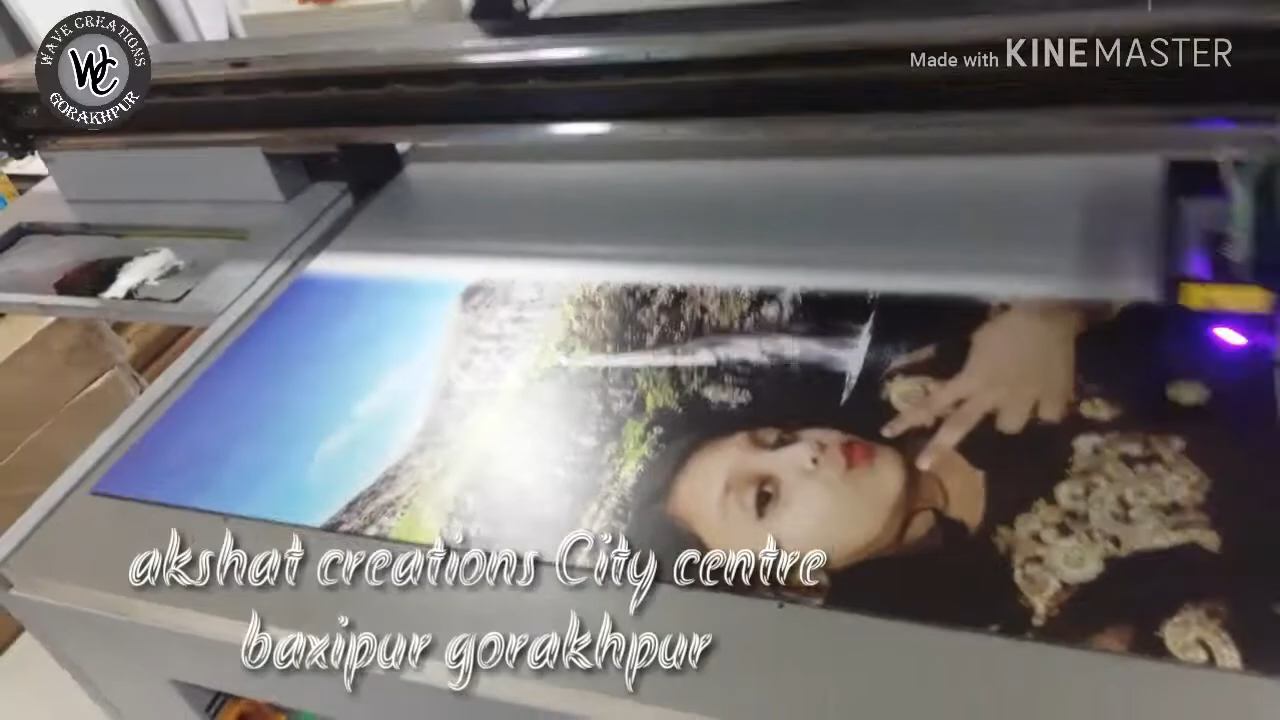 WAVE CREATIONS
WC
GORAKHPUR
Made with KINEMASTER
akshat creations City centre
baxipur gorakhpur